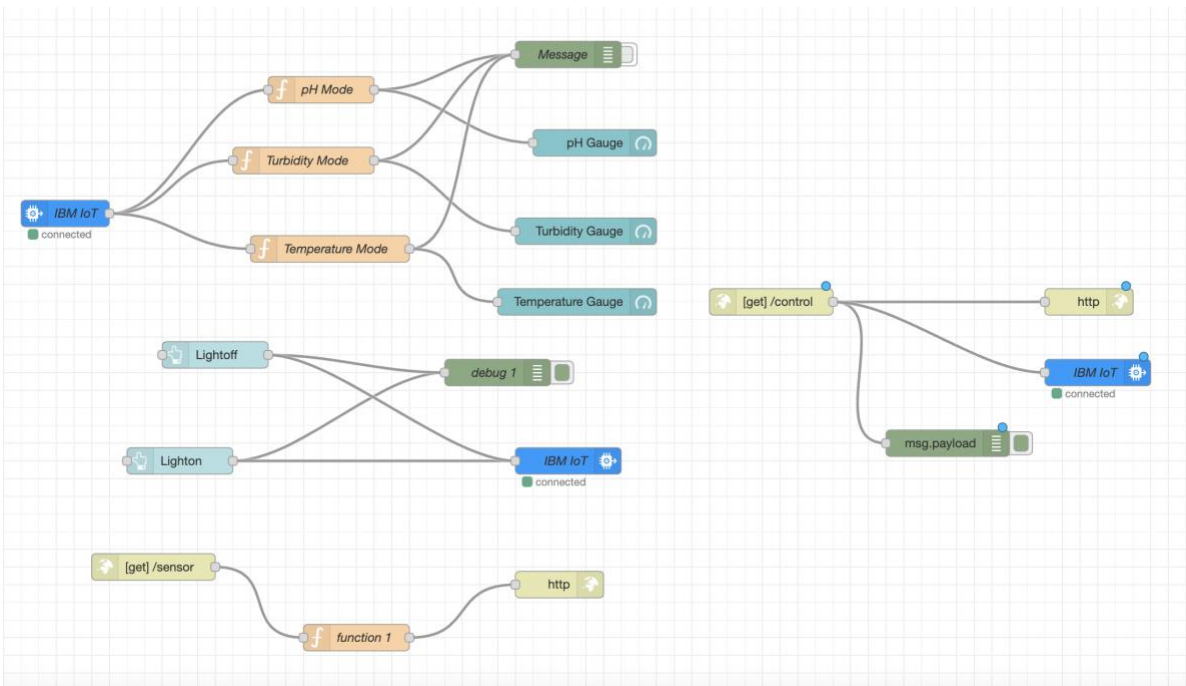 Message
pH Mode
pH Gauge
Turbidity Mode
IBM IoT
connected
Turbidity Gauge
Temperature Mode
Temperature Gauge
[get] /control
http
Lightoff
debug 1
IBM IoT
connected
msg.payload
Lighton
IBM IoT
connected
[get] /sensor
http
function 1